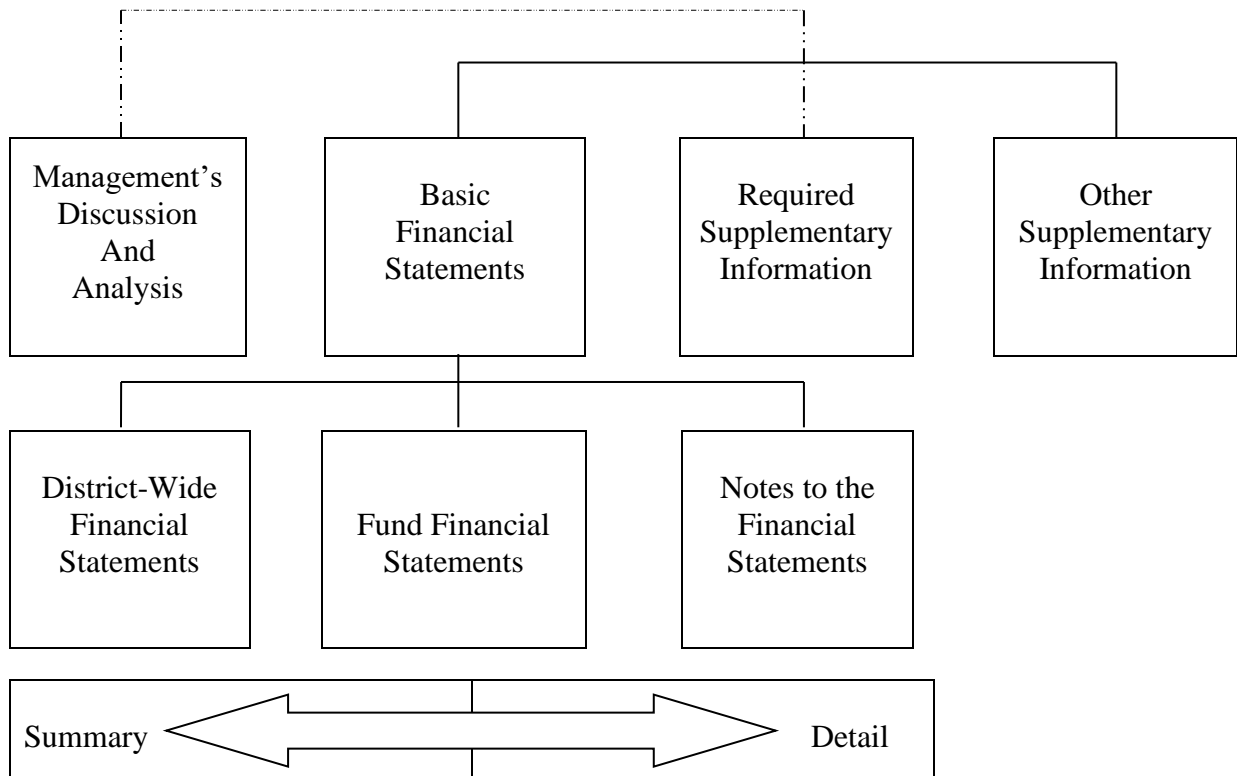 Management’s
Discussion
And
Analysis
Basic
Financial
Statements
Required
Supplementary
Information
Other
Supplementary
Information
District-Wide
Financial
Statements
Fund Financial
Statements
Notes to the
Financial
Statements
Summary
Detail